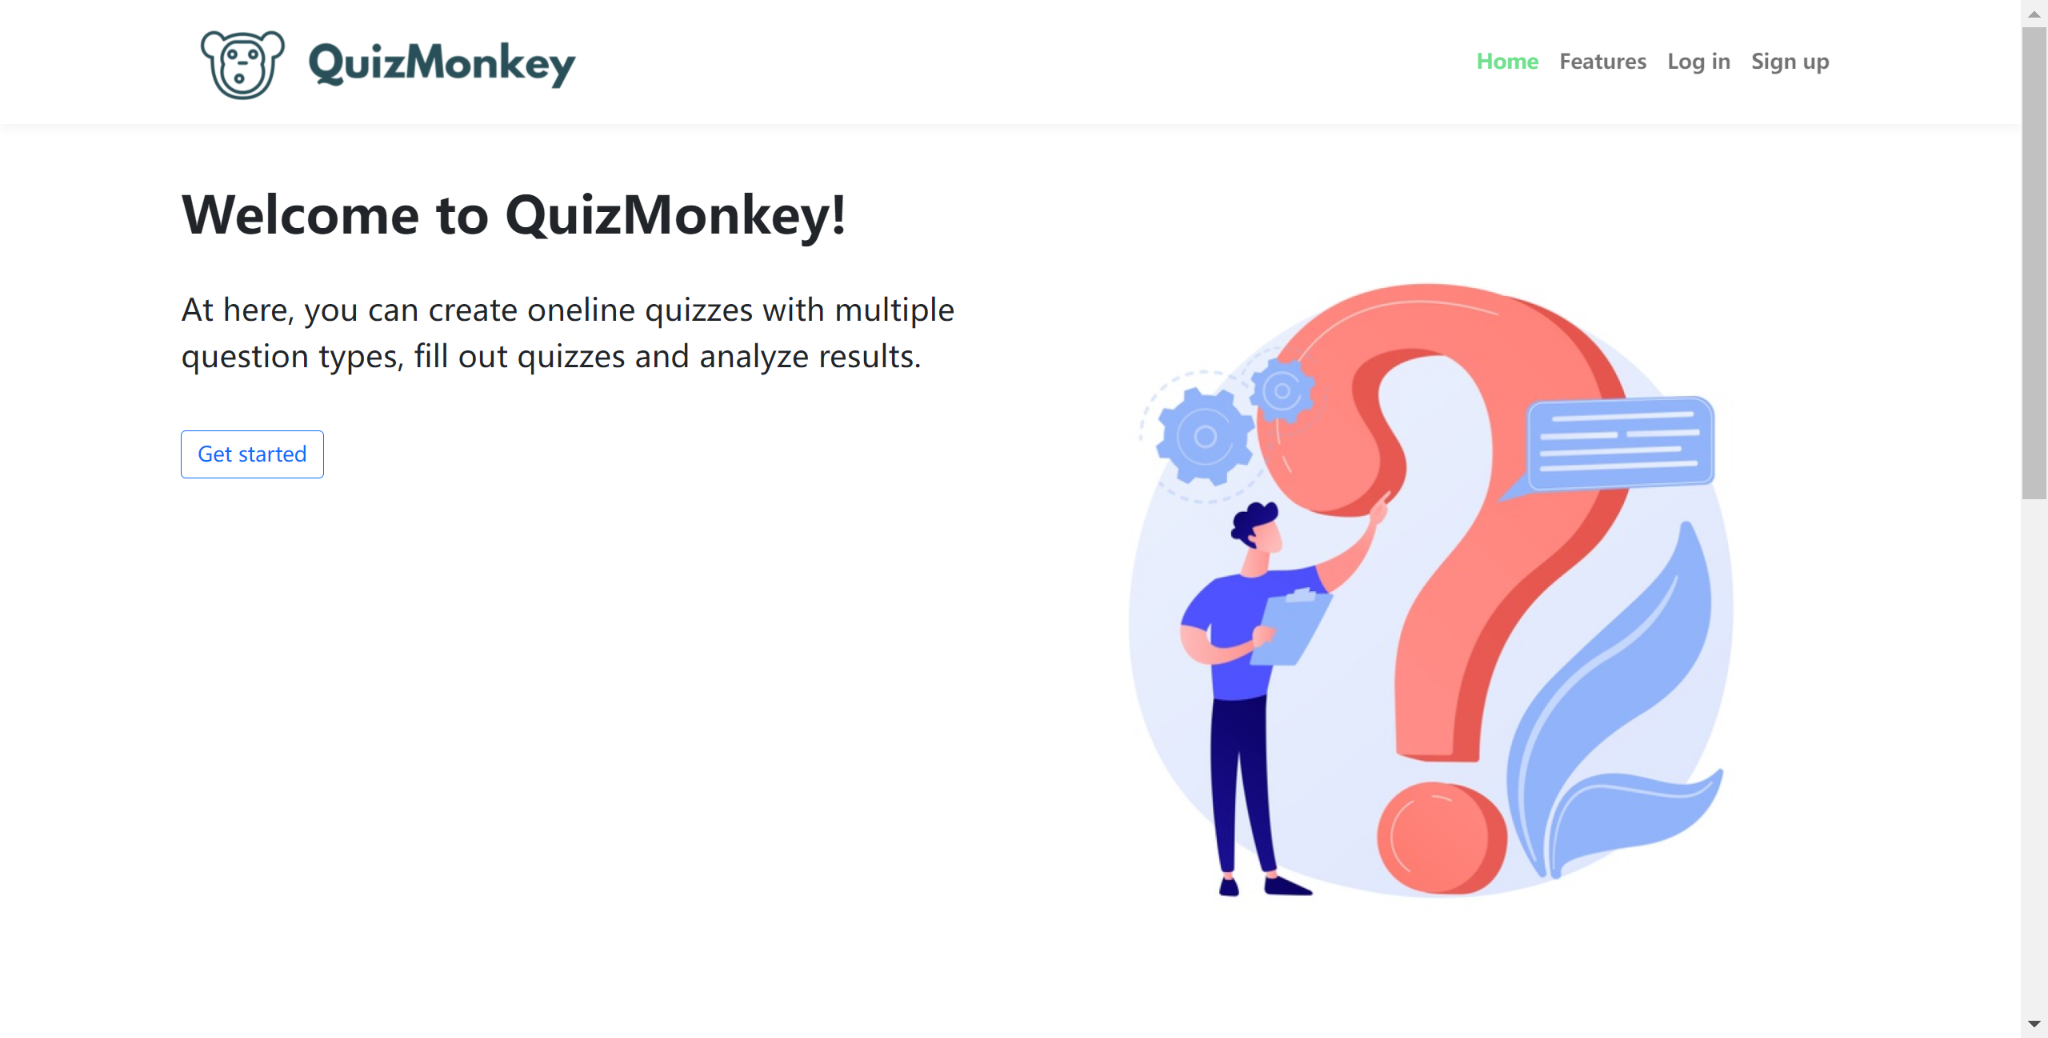 QuizMonkey
Home Features Log in Sign up
Welcome to QuizMonkey!
At here, you can create oneline quizzes with multiple
question types, fill out quizzes and analyze results.
Get started